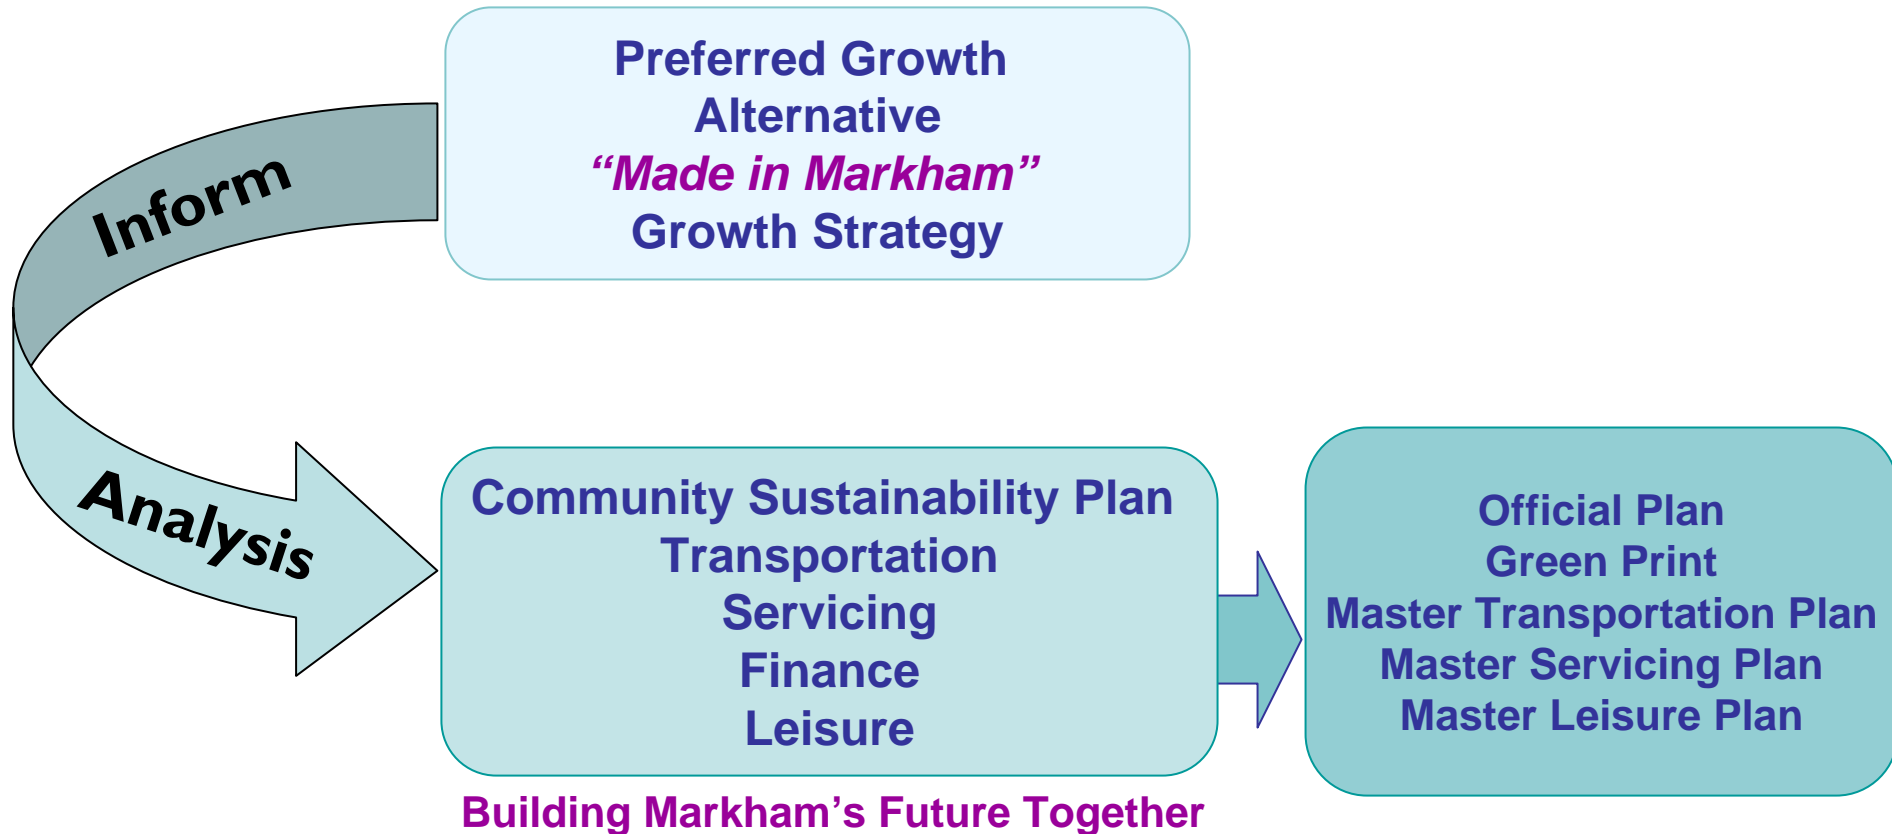 Preferred Growth
Alternative
“Made in Markham”
Growth Strategy
Inform
Analysis
Community Sustainability Plan
Transportation
Servicing
Finance
Leisure
Official Plan
Green Print
Master Transportation Plan
Master Servicing Plan
Master Leisure Plan
Building Markham’s Future Together